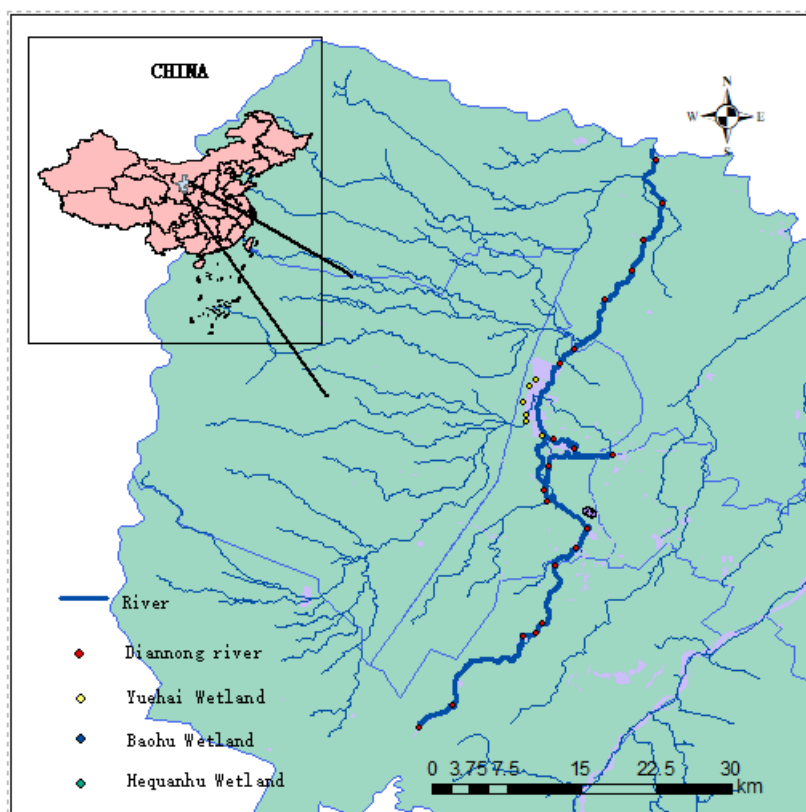 CHINA
N
W E
S
River
Diannong river
Yuehai Wetland
Baohu Wetland
Hequanhu Wetland
0 3.75 7.5 15 22.5 30
km